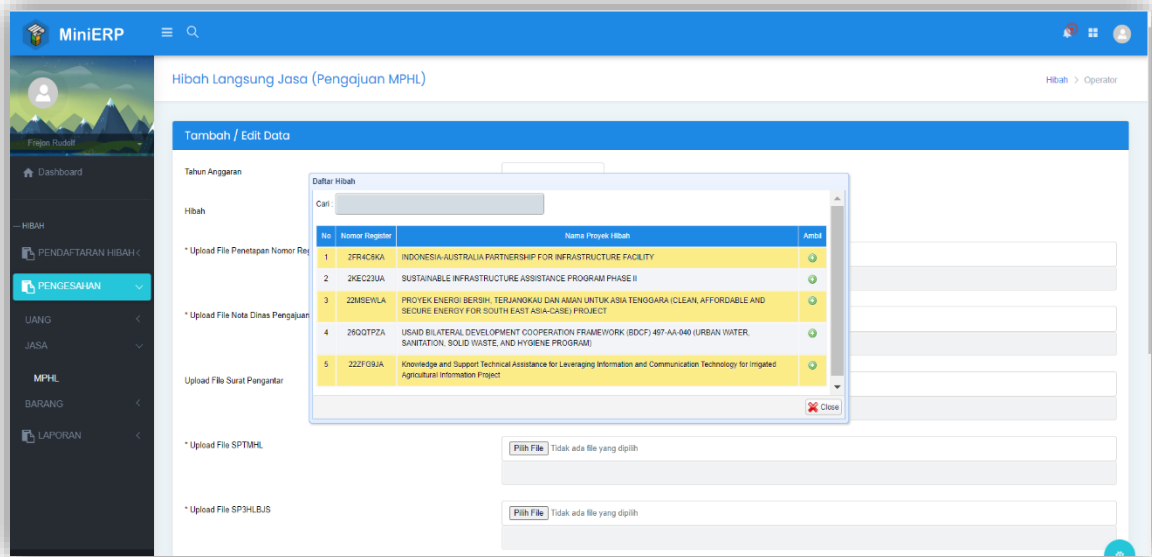 MiniERP
Hibah Langsung Jasa (Pengajuan MPHL)
Hibah > Operator
Frejon Rudolf
Dashboard
HIBAH
PENDAFTARAN HIBAH
PENGESAHAN
UANG
JASA
MPHL
BARANG
LAPORAN
Tambah / Edit Data
Tahun Anggaran
Hibah
* Upload File Penetapan Nomor Reg
* Upload File Nota Dinas Pengajuan
Upload File Surat Pengantar
* Upload File SPTMHL
Pilih File Tidak ada file yang dipilih
* Upload File SP3HLBJS
Pilih File Tidak ada file yang dipilih
Daftar Hibah
Cari :
No Nomor Register Nama Proyek Hibah Ambil
1 2FR4C6KA INDONESIA-AUSTRALIA PARTNERSHIP FOR INFRASTRUCTURE FACILITY
2 2KEC23UA SUSTAINABLE INFRASTRUCTURE ASSISTANCE PROGRAM PHASE II
3 22MSEWLA PROYEK ENERGI BERSIH, TERJANGKAU DAN AMAN UNTUK ASIA TENGGARA (CLEAN, AFFORDABLE AND
SECURE ENERGY FOR SOUTH EAST ASIA-CASE) PROJECT
4 26QQTPZA USAID BILATERAL DEVELOPMENT COOPERATION FRAMEWORK (BDCF) 497-AA-040 (URBAN WATER,
SANITATION, SOLID WASTE, AND HYGIENE PROGRAM)
5 22ZFG9JA Knowledge and Support Technical Assistance for Leveraging Information and Communication Technology for Irrigated
Agricultural Information Project
Close